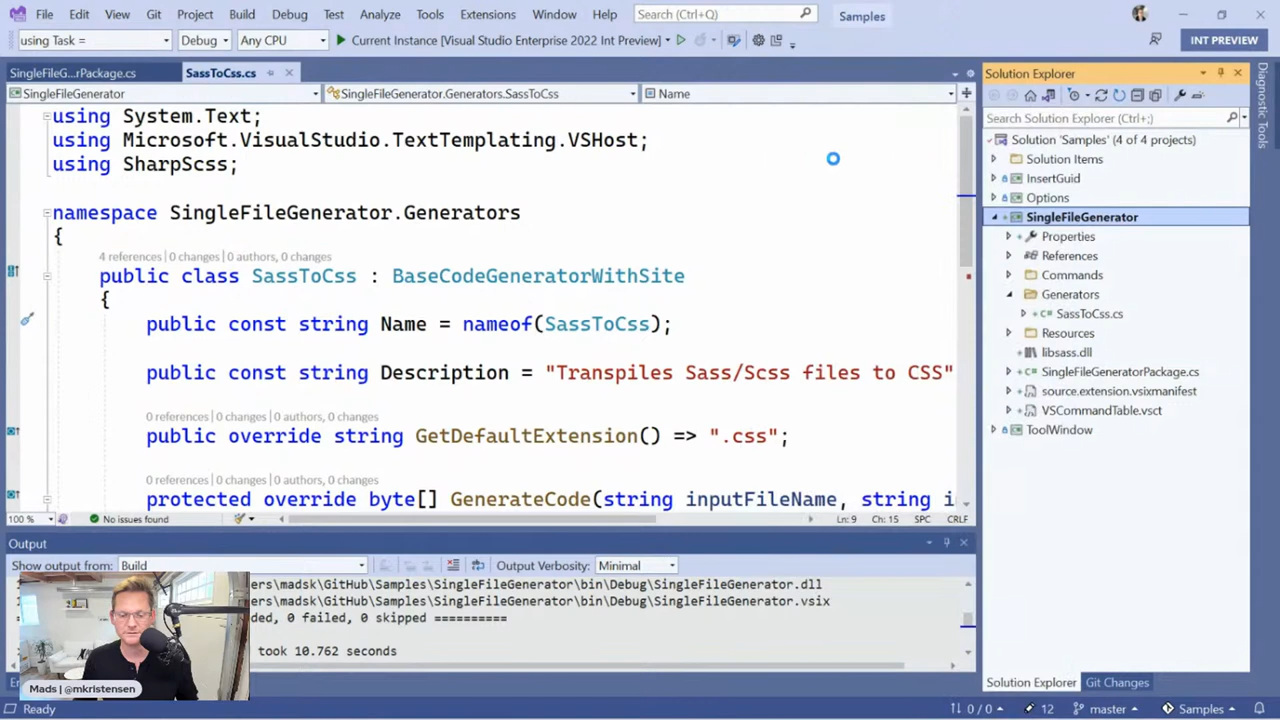 File Edit View Git Project Build Debug Test Analyze Tools Extensions Window Help Search (Ctrl+Q) Samples
using Task = Debug Any CPU Current Instance [Visual Studio Enterprise 2022 Int Preview] INT PREVIEW
SingleFileG...rPackage.cs SassToCss.cs
SingleFileGenerator SingleFileGenerator.Generators.SassToCss Name
using System.Text;
using Microsoft.VisualStudio.TextTemplating.VSHost;
using SharpScss;
namespace SingleFileGenerator.Generators
{
4 references | 0 changes | 0 authors, 0 changes
public class SassToCss : BaseCodeGeneratorWithSite
{
public const string Name = nameof(SassToCss);
public const string Description = "Transpiles Sass/Scss files to CSS"
0 references | 0 changes | 0 authors, 0 changes
public override string GetDefaultExtension() => ".css";
0 references | 0 changes | 0 authors, 0 changes
protected override byte[] GenerateCode(string inputFileName, string i
100 % No issues found Ln: 9 Ch: 15 SPC CRLF
Output
Show output from: Build Output Verbosity: Minimal
ers\madsk\GitHub\Samples\SingleFileGenerator\bin\Debug\SingleFileGenerator.dll
ers/madsk/GitHub/Samples/SingleFileGenerator/bin/Debug/SingleFileGenerator.vsix
ded, 0 failed, 0 skipped ==========
took 10.762 seconds
Mads | @mkristensen
Solution Explorer
Search Solution Explorer (Ctrl+;)
Solution 'Samples' (4 of 4 projects)
Solution Items
InsertGuid
Options
SingleFileGenerator
Properties
References
Commands
Generators
SassToCss.cs
Resources
libsass.dll
SingleFileGeneratorPackage.cs
source.extension.vsixmanifest
VSCommandTable.vsct
ToolWindow
Solution Explorer Git Changes
Diagnostic Tools
Ready 0 / 0 12 master Samples